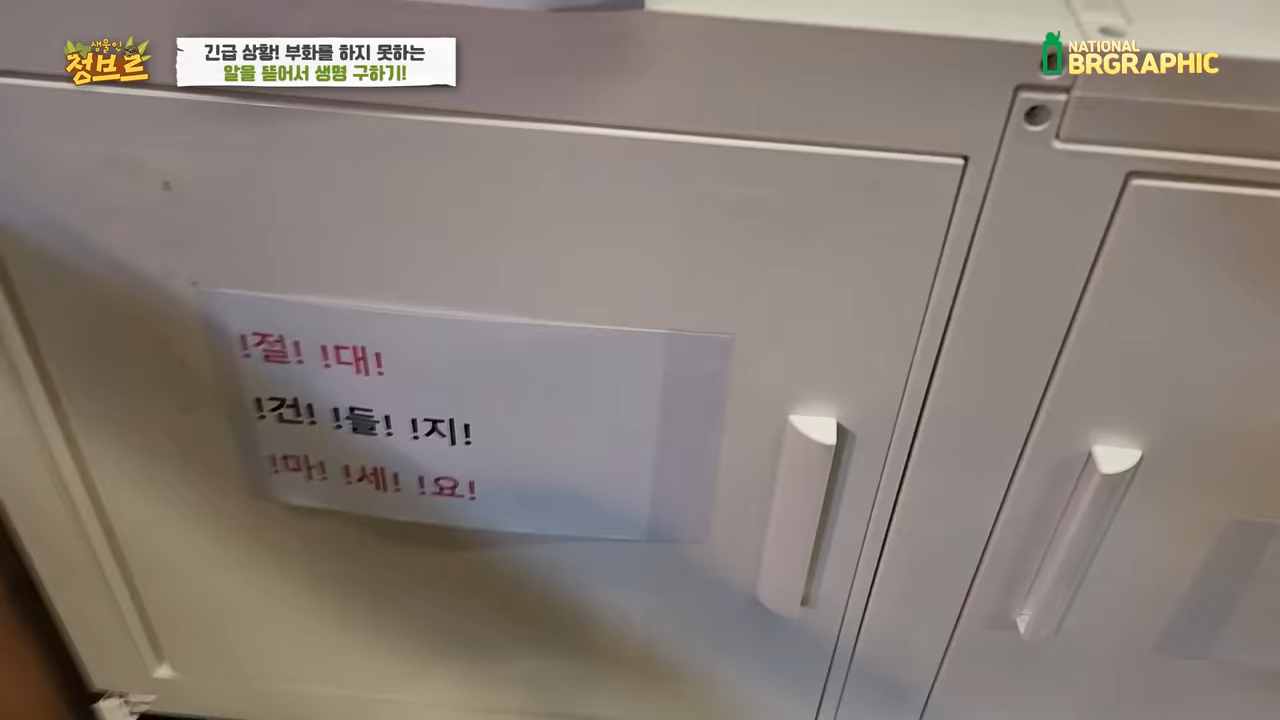 생물인
정브르
긴급 상황! 부화를 하지 못하는
알을 뜯어서 생명 구하기!
NATIONAL
BRGRAPHIC
!절! !대!
!건! !들! !지!
!마! !세! !요!